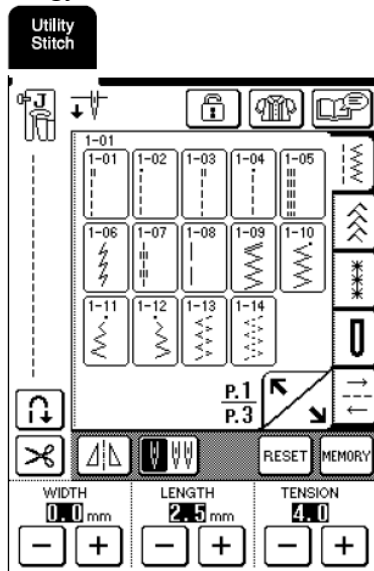 Utility
Stitch
J
1-01
1-01 1-02 1-03 1-04 1-05
1-06 1-07 1-08 1-09 1-10
1-11 1-12 1-13 1-14
P.1
P.3
RESET MEMORY
WIDTH LENGTH TENSION
0.0 mm 2.5 mm 4.0
- + - + - +